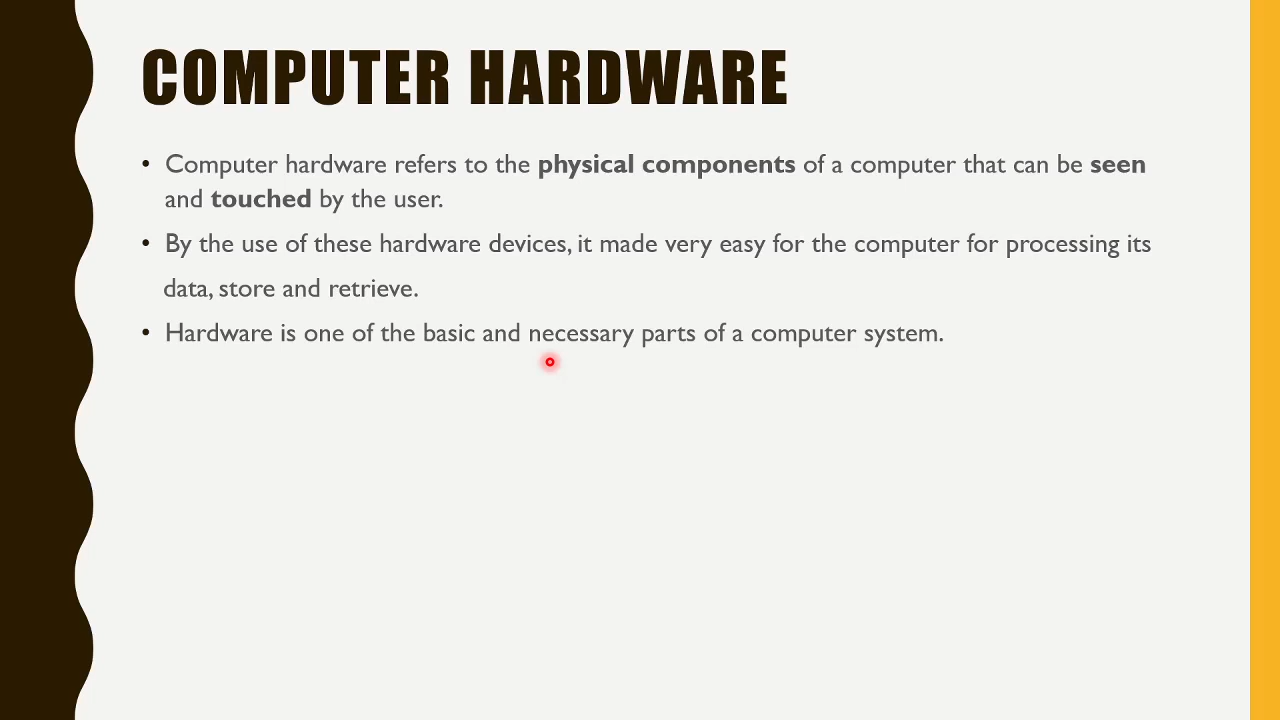 COMPUTER HARDWARE
• Computer hardware refers to the physical components of a computer that can be seen
and touched by the user.
• By the use of these hardware devices, it made very easy for the computer for processing its
data, store and retrieve.
• Hardware is one of the basic and necessary parts of a computer system.